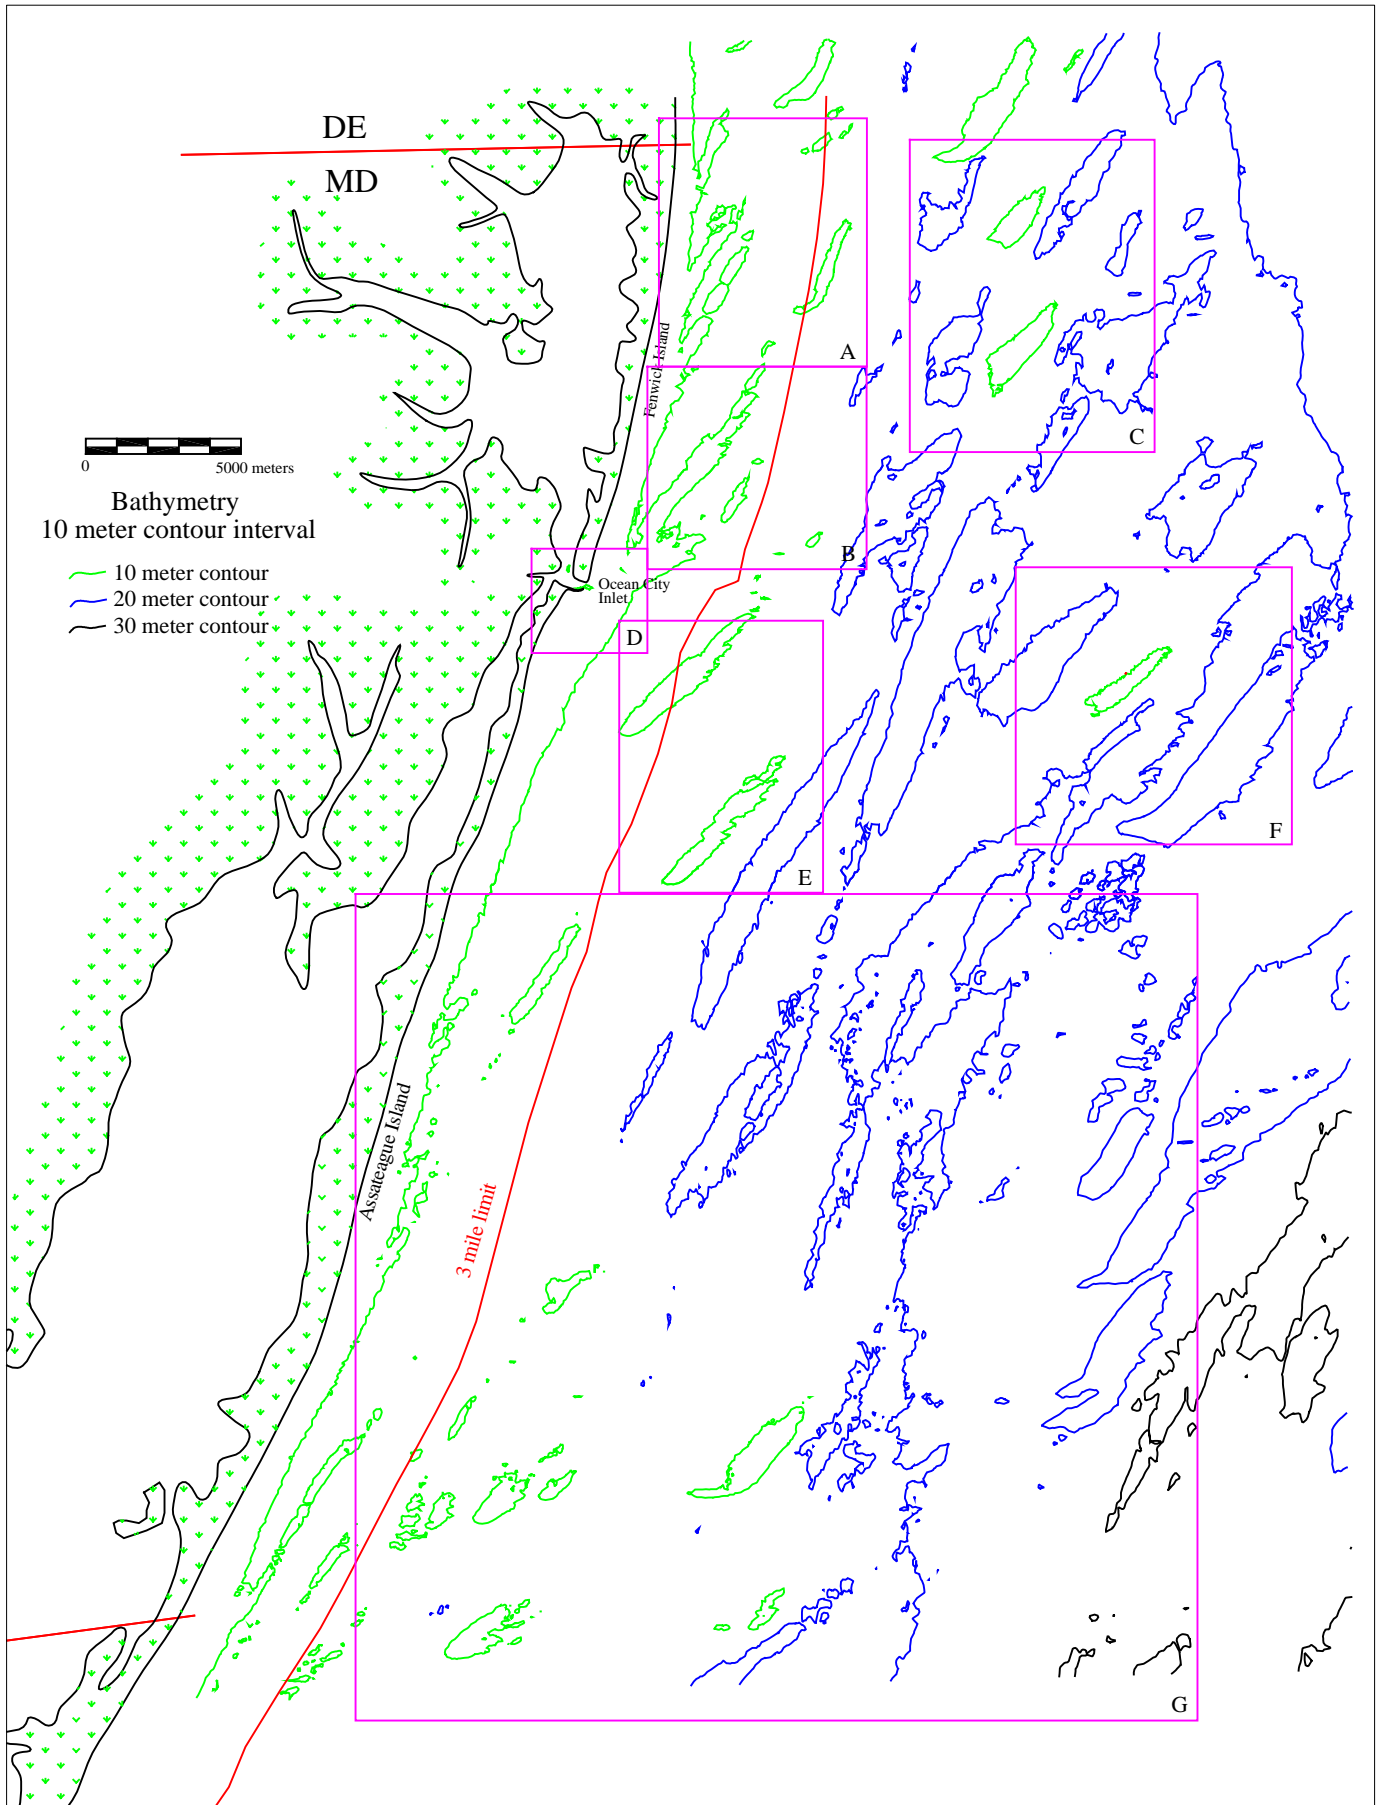 DE
MD
Fenwick Island
A
C
0
5000 meters
Bathymetry
10 meter contour interval
10 meter contour
20 meter contour
30 meter contour
B
Ocean City
Inlet
D
F
E
Assateague Island
3 mile limit
G